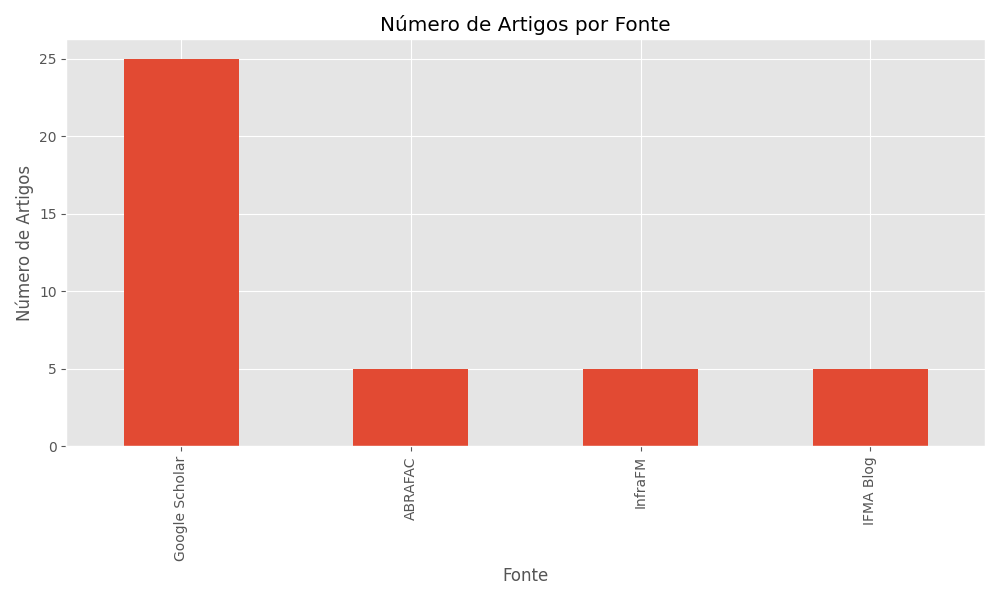 Número de Artigos por Fonte
Número de Artigos
25
20
15
10
5
0
Google Scholar
ABRAFAC
InfraFM
IFMA Blog
Fonte